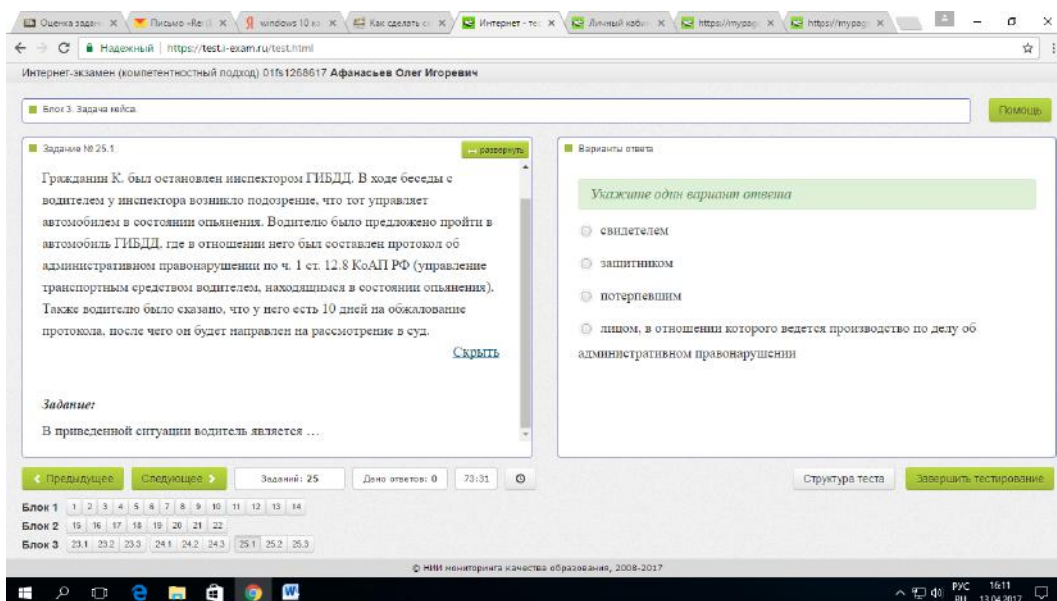 Оценка задан
Письмо «Re: [
windows 10 ка
Как сделать с
Интернет - те
Личный кабин
https://mypag
https://mypag
Надежный | https://test.i-exam.ru/test.html
Интернет-экзамен (компетентностный подход) 01fs1268617 Афанасьев Олег Игоревич
Блок 3. Задача кейса.
Помощь
Задание № 25.1
развернуть
Гражданин К. был остановлен инспектором ГИБДД. В ходе беседы с
водителем у инспектора возникло подозрение, что тот управляет
автомобилем в состоянии опьянения. Водителю было предложено пройти в
автомобиль ГИБДД, где в отношении него был составлен протокол об
административном правонарушении по ч. 1 ст. 12.8 КоАП РФ (управление
транспортным средством водителем, находящимся в состоянии опьянения).
Также водителю было сказано, что у него есть 10 дней на обжалование
протокола, после чего он будет направлен на рассмотрение в суд.
Скрыть
Задание:
В приведенной ситуации водитель является …
Варианты ответа
Укажите один вариант ответа
свидетелем
защитником
потерпевшим
лицом, в отношении которого ведется производство по делу об
административном правонарушении
Предыдущее Следующее Заданий: 25 Дано ответов: 0 73:31 Структура теста Завершить тестирование
Блок 1 1 2 3 4 5 6 7 8 9 10 11 12 13 14
Блок 2 15 16 17 18 19 20 21 22
Блок 3 23.1 23.2 23.3 24.1 24.2 24.3 25.1 25.2 25.3
© НИИ мониторинга качества образования, 2008-2017
РУС 16:11
RU 13.04.2017